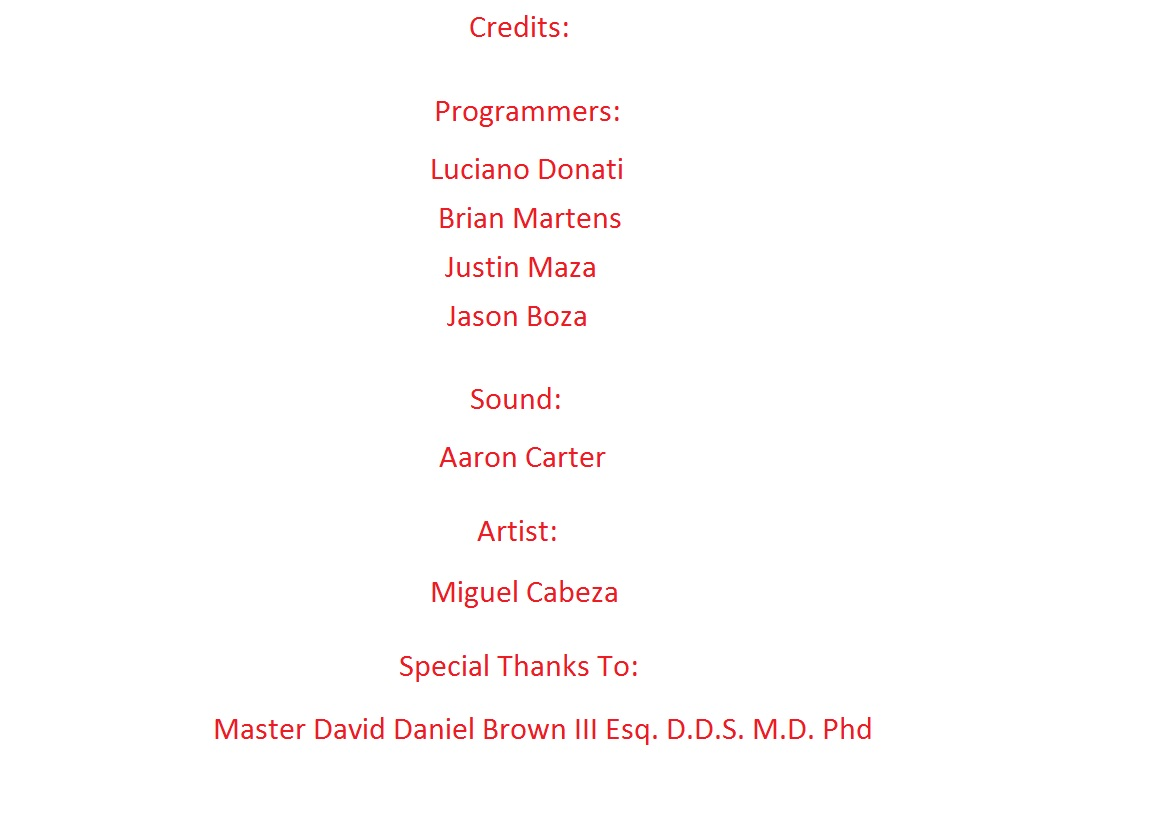 Credits:
Programmers:
Luciano Donati
Brian Martens
Justin Maza
Jason Boza
Sound:
Aaron Carter
Artist:
Miguel Cabeza
Special Thanks To:
Master David Daniel Brown III Esq. D.D.S. M.D. Phd